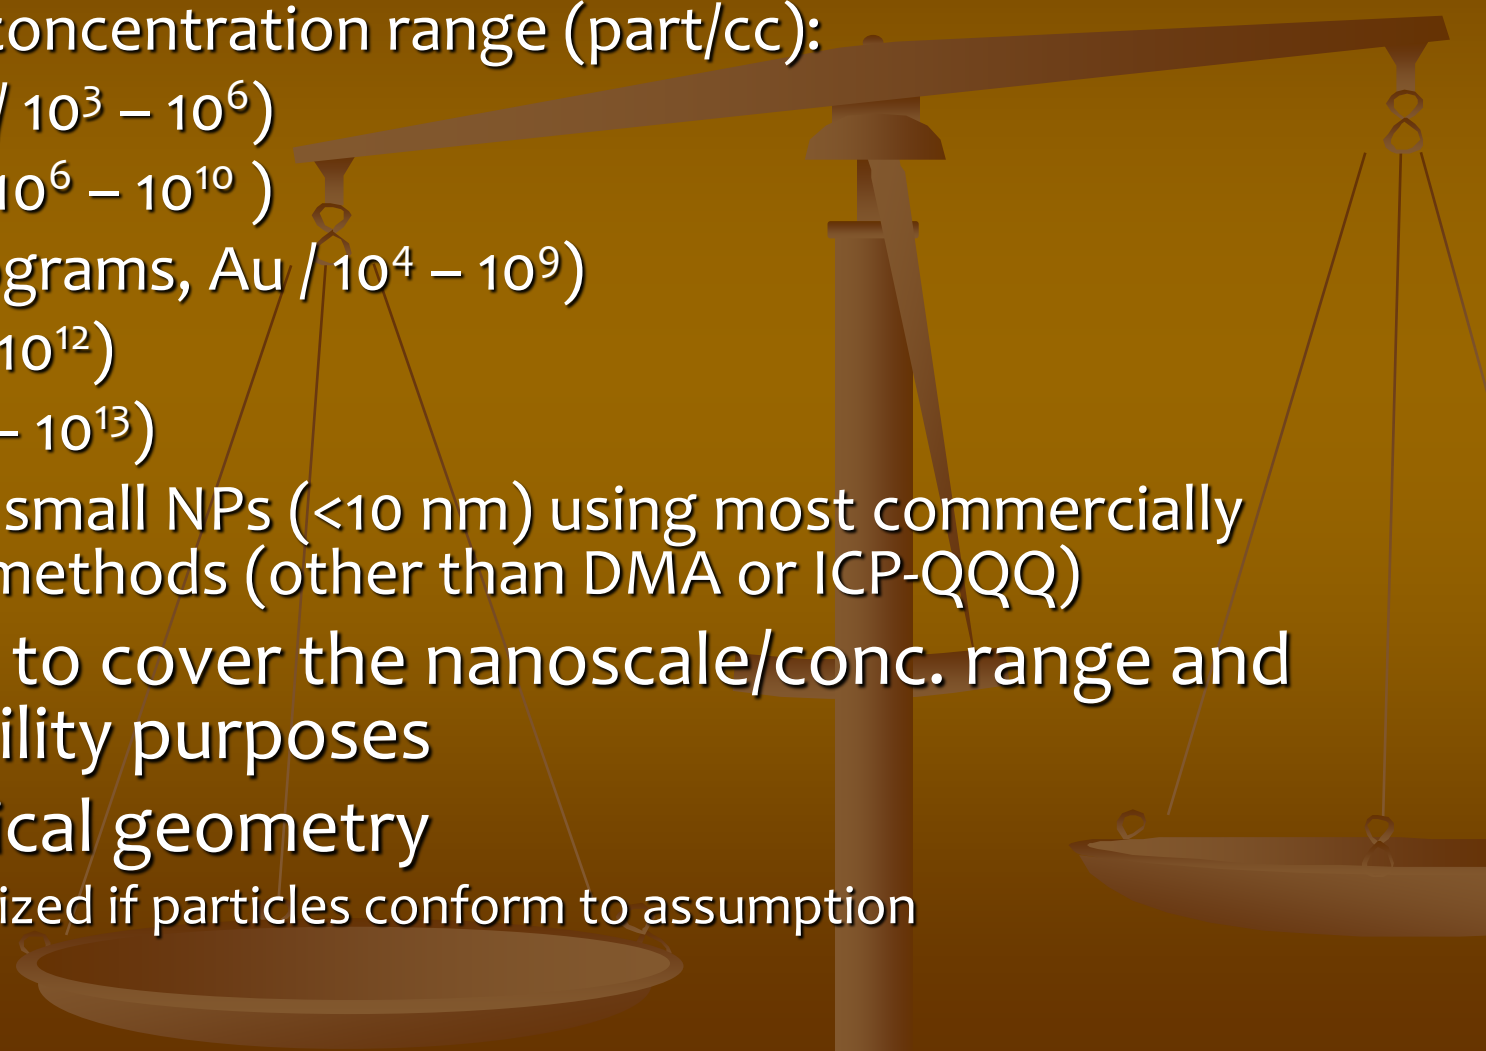 concentration range (part/cc):
/ 10³ – 10⁶)
10⁶ – 10¹⁰ )
grams, Au / 10⁴ – 10⁹)
10¹²)
– 10¹³)
small NPs (<10 nm) using most commercially
methods (other than DMA or ICP-QQQ)
to cover the nanoscale/conc. range and
ility purposes
ical geometry
ized if particles conform to assumption